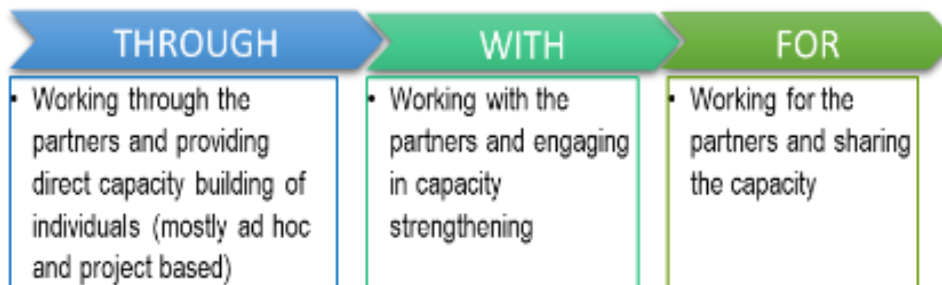 THROUGH
WITH
FOR
• Working through the
partners and providing
direct capacity building of
individuals (mostly ad hoc
and project based)
• Working with the
partners and engaging
in capacity
strengthening
• Working for the
partners and sharing
the capacity